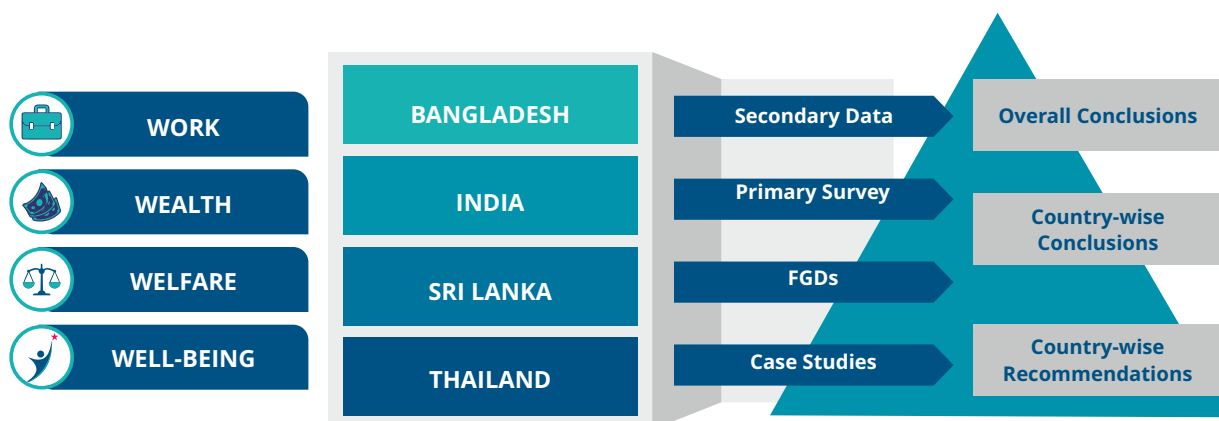 WORK
WEALTH
WELFARE
WELL-BEING
BANGLADESH
INDIA
SRI LANKA
THAILAND
Secondary Data
Primary Survey
FGDs
Case Studies
Overall Conclusions
Country-wise
Conclusions
Country-wise
Recommendations